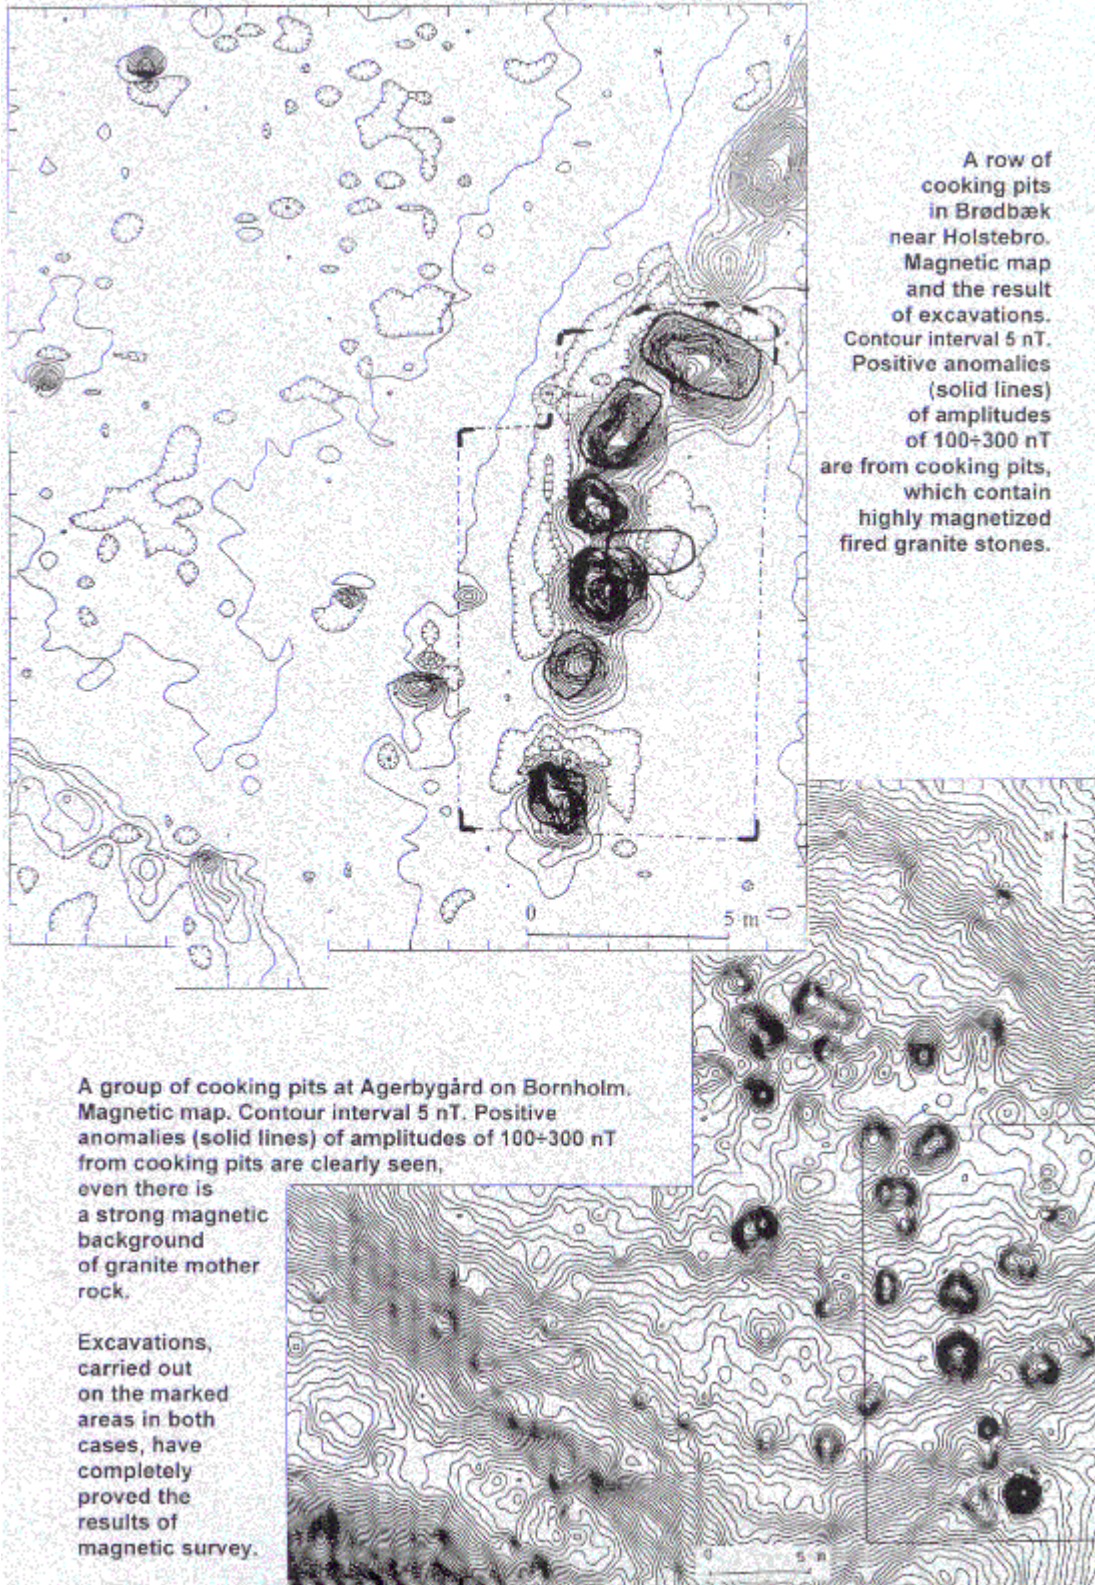 N
A row of
cooking pits
in Brødbæk
near Holstebro.
Magnetic map
and the result
of excavations.
Contour interval 5 nT.
Positive anomalies
(solid lines)
of amplitudes
of 100÷300 nT
are from cooking pits,
which contain
highly magnetized
fired granite stones.
0 5 m
N
A group of cooking pits at Agerbygård on Bornholm.
Magnetic map. Contour interval 5 nT. Positive
anomalies (solid lines) of amplitudes of 100÷300 nT
from cooking pits are clearly seen,
even there is
a strong magnetic
background
of granite mother
rock.
Excavations,
carried out
on the marked
areas in both
cases, have
completely
proved the
results of
magnetic survey.
0 5 m